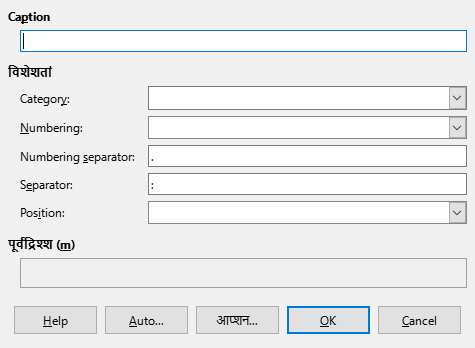 Caption
विशेशतां
Category:
Numbering:
Numbering separator: .
Separator: :
Position:
पूर्वद्रिश्श (m)
Help Auto... आप्शन... OK Cancel